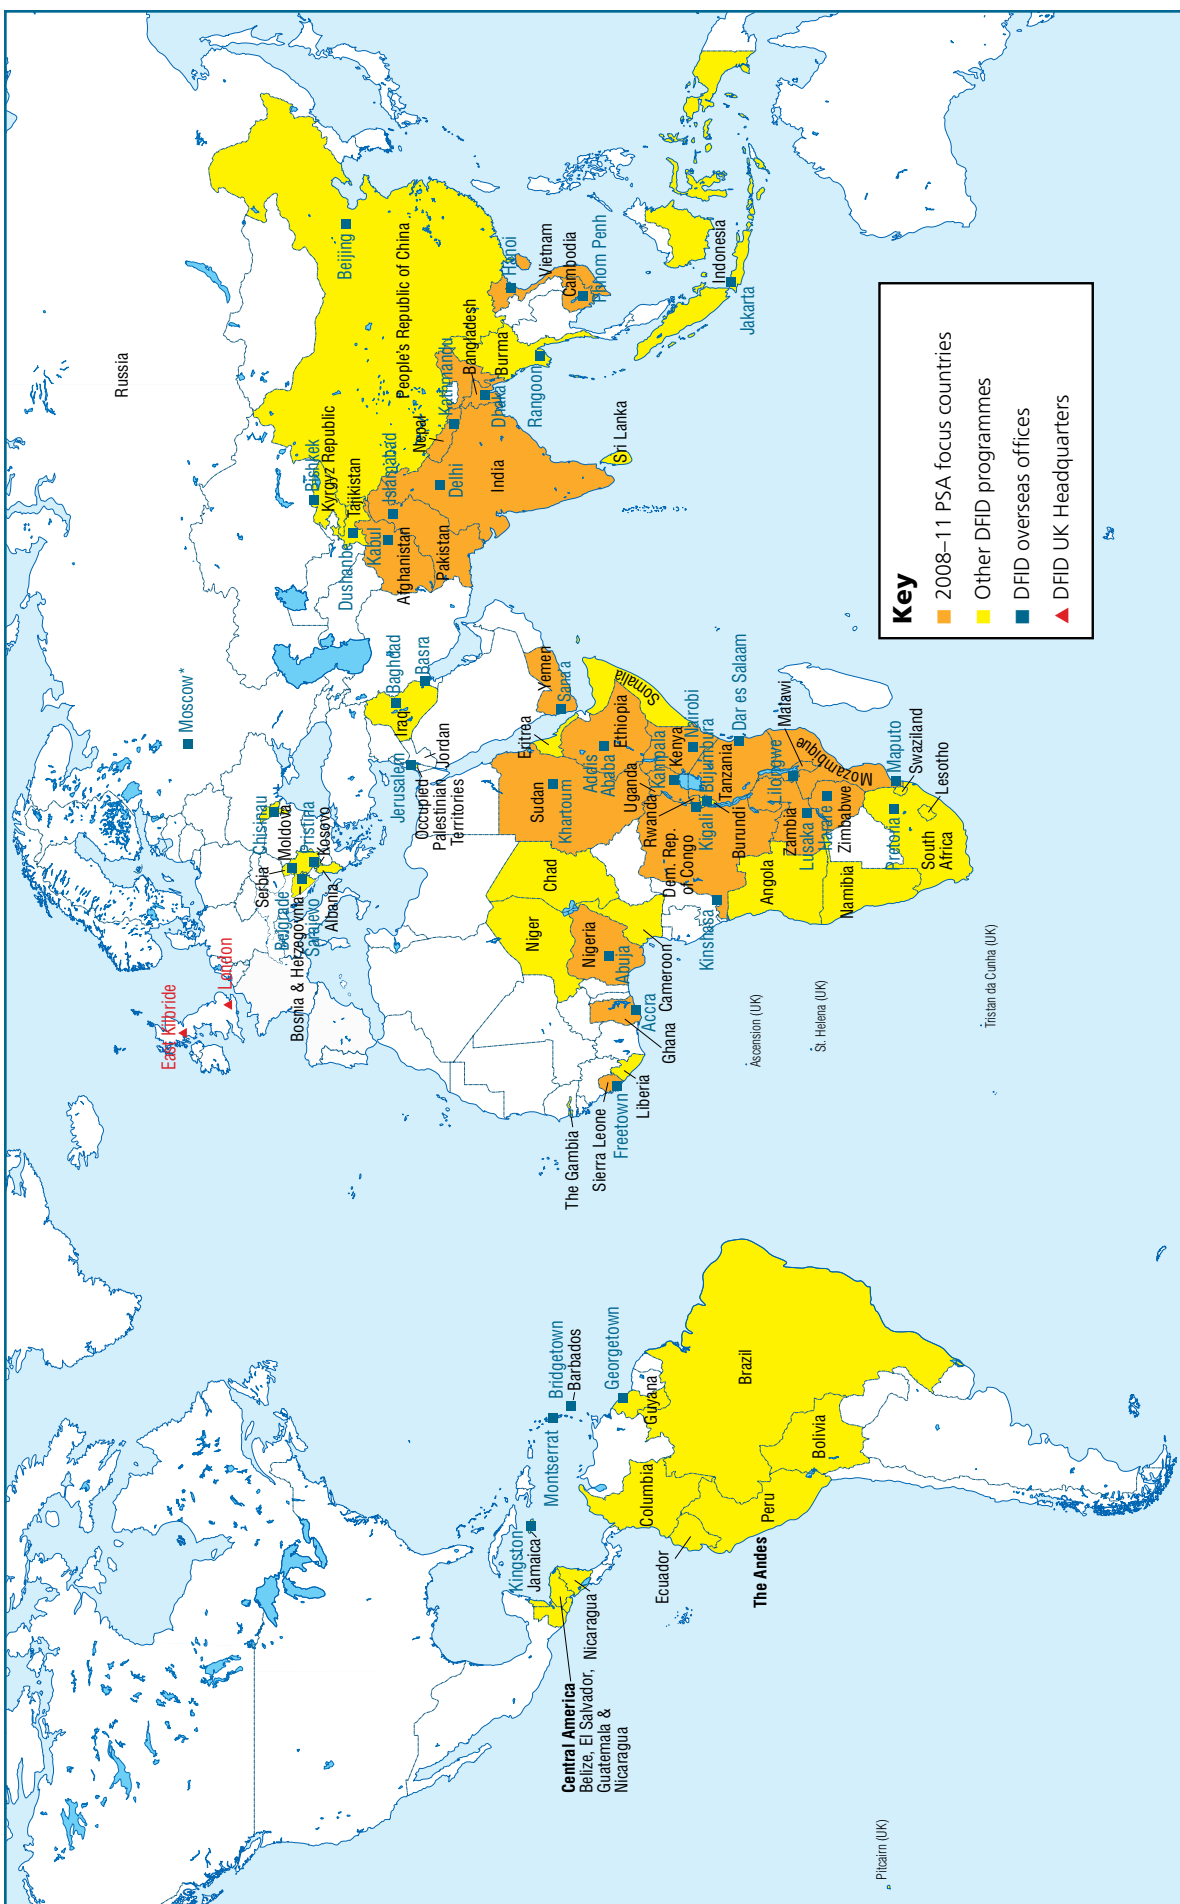 Russia
Moscow*
East Kilbride
London
Chisinau
Moldova
Serbia
Pristina
Kosovo
Belgrade
Bosnia & Herzegovnia
Sarajevo
Albania
Bishkek
Kyrgyz Republic
Tajikistan
Dushanbe
Kabul
Islamabad
Afghanistan
Pakistan
Beijing
People's Republic of China
Nepal
Kathmandu
Delhi
India
Bangladesh
Dhaka
Burma
Rangoon
Hanoi
Vietnam
Cambodia
Phnom Penh
Sri Lanka
Indonesia
Jakarta
Baghdad
Iraq
Basra
Jerusalem
Jordan
Occupied
Palestinian
Territories
Yemen
Sana'a
Eritrea
Sudan
Khartoum
Addis
Ababa
Ethiopia
Somalia
Chad
Niger
Nigeria
Abuja
Cameroon
Accra
Ghana
The Gambia
Sierra Leone
Freetown
Liberia
Uganda
Kampala
Kenya
Nairobi
Rwanda
Kigali
Bujumbura
Burundi
Tanzania
Dar es Salaam
Dem. Rep.
of Congo
Kinshasa
Angola
Zambia
Lusaka
Lilongwe
Matawi
Mozambique
Harare
Zimbabwe
Namibia
Maputo
Swaziland
Lesotho
Pretoria
South
Africa
Ascension (UK)
St. Helena (UK)
Tristan da Cunha (UK)
Kingston
Jamaica
Montserrat
Bridgetown
Barbados
Georgetown
Guyana
Central America
Belize, El Salvador, Nicaragua
Guatemala &
Nicaragua
Columbia
Ecuador
Peru
Brazil
Bolivia
The Andes
Pitcairn (UK)
Key
2008–11 PSA focus countries
Other DFID programmes
DFID overseas offices
DFID UK Headquarters